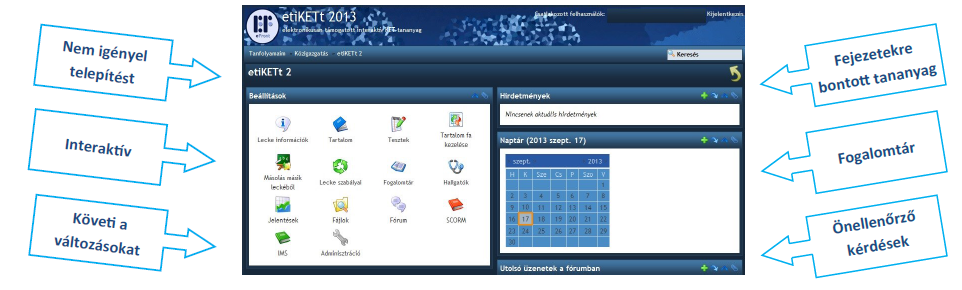 Nem igényel
telepítést
Interaktív
Követi a
változásokat
etiKETt 2013
elektronikusan támogatott interaktív KET-tananyag
Csatlakozott felhasználók:
Kijelentkezés
Tanfolyamaim
Közigazgatás
etiKETt 2
Keresés
etiKETt 2
Beállítások
Lecke információk
Tartalom
Tesztek
Tartalom fa
kezelése
Másolás másik
leckéből
Lecke szabályai
Fogalomtár
Hallgatók
Jelentések
Fájlok
Fórum
SCORM
IMS
Adminisztráció
Hirdetmények
Nincsenek aktuális hirdetmények
Naptár (2013 szept. 17)
szept. 2013
H K Sze Cs P Szo V
1
2 3 4 5 6 7 8
9 10 11 12 13 14 15
16 17 18 19 20 21 22
23 24 25 26 27 28 29
30
Utolsó üzenetek a fórumban
Fejezetekre
bontott tananyag
Fogalomtár
Önellenőrző
kérdések